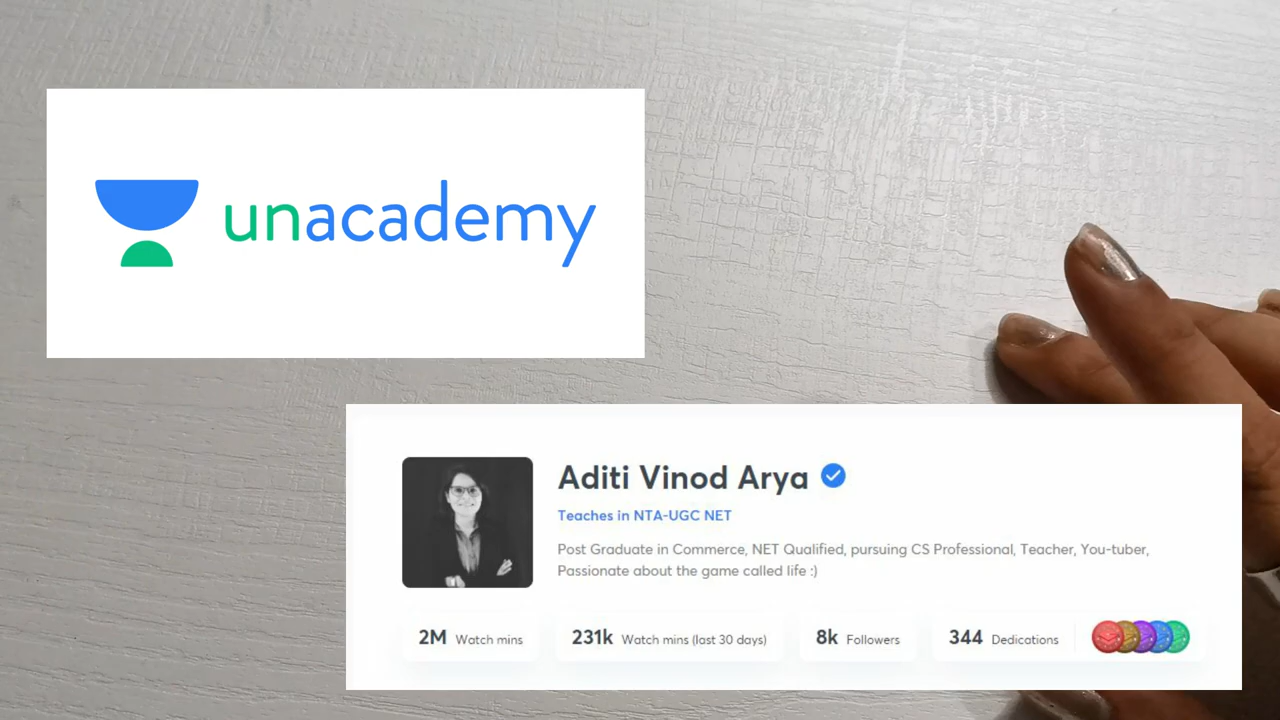 unacademy
Aditi Vinod Arya
Teaches in NTA-UGC NET
Post Graduate in Commerce, NET Qualified, pursuing CS Professional, Teacher, You-tuber,
Passionate about the game called life :)
2M Watch mins 231k Watch mins (last 30 days) 8k Followers 344 Dedications